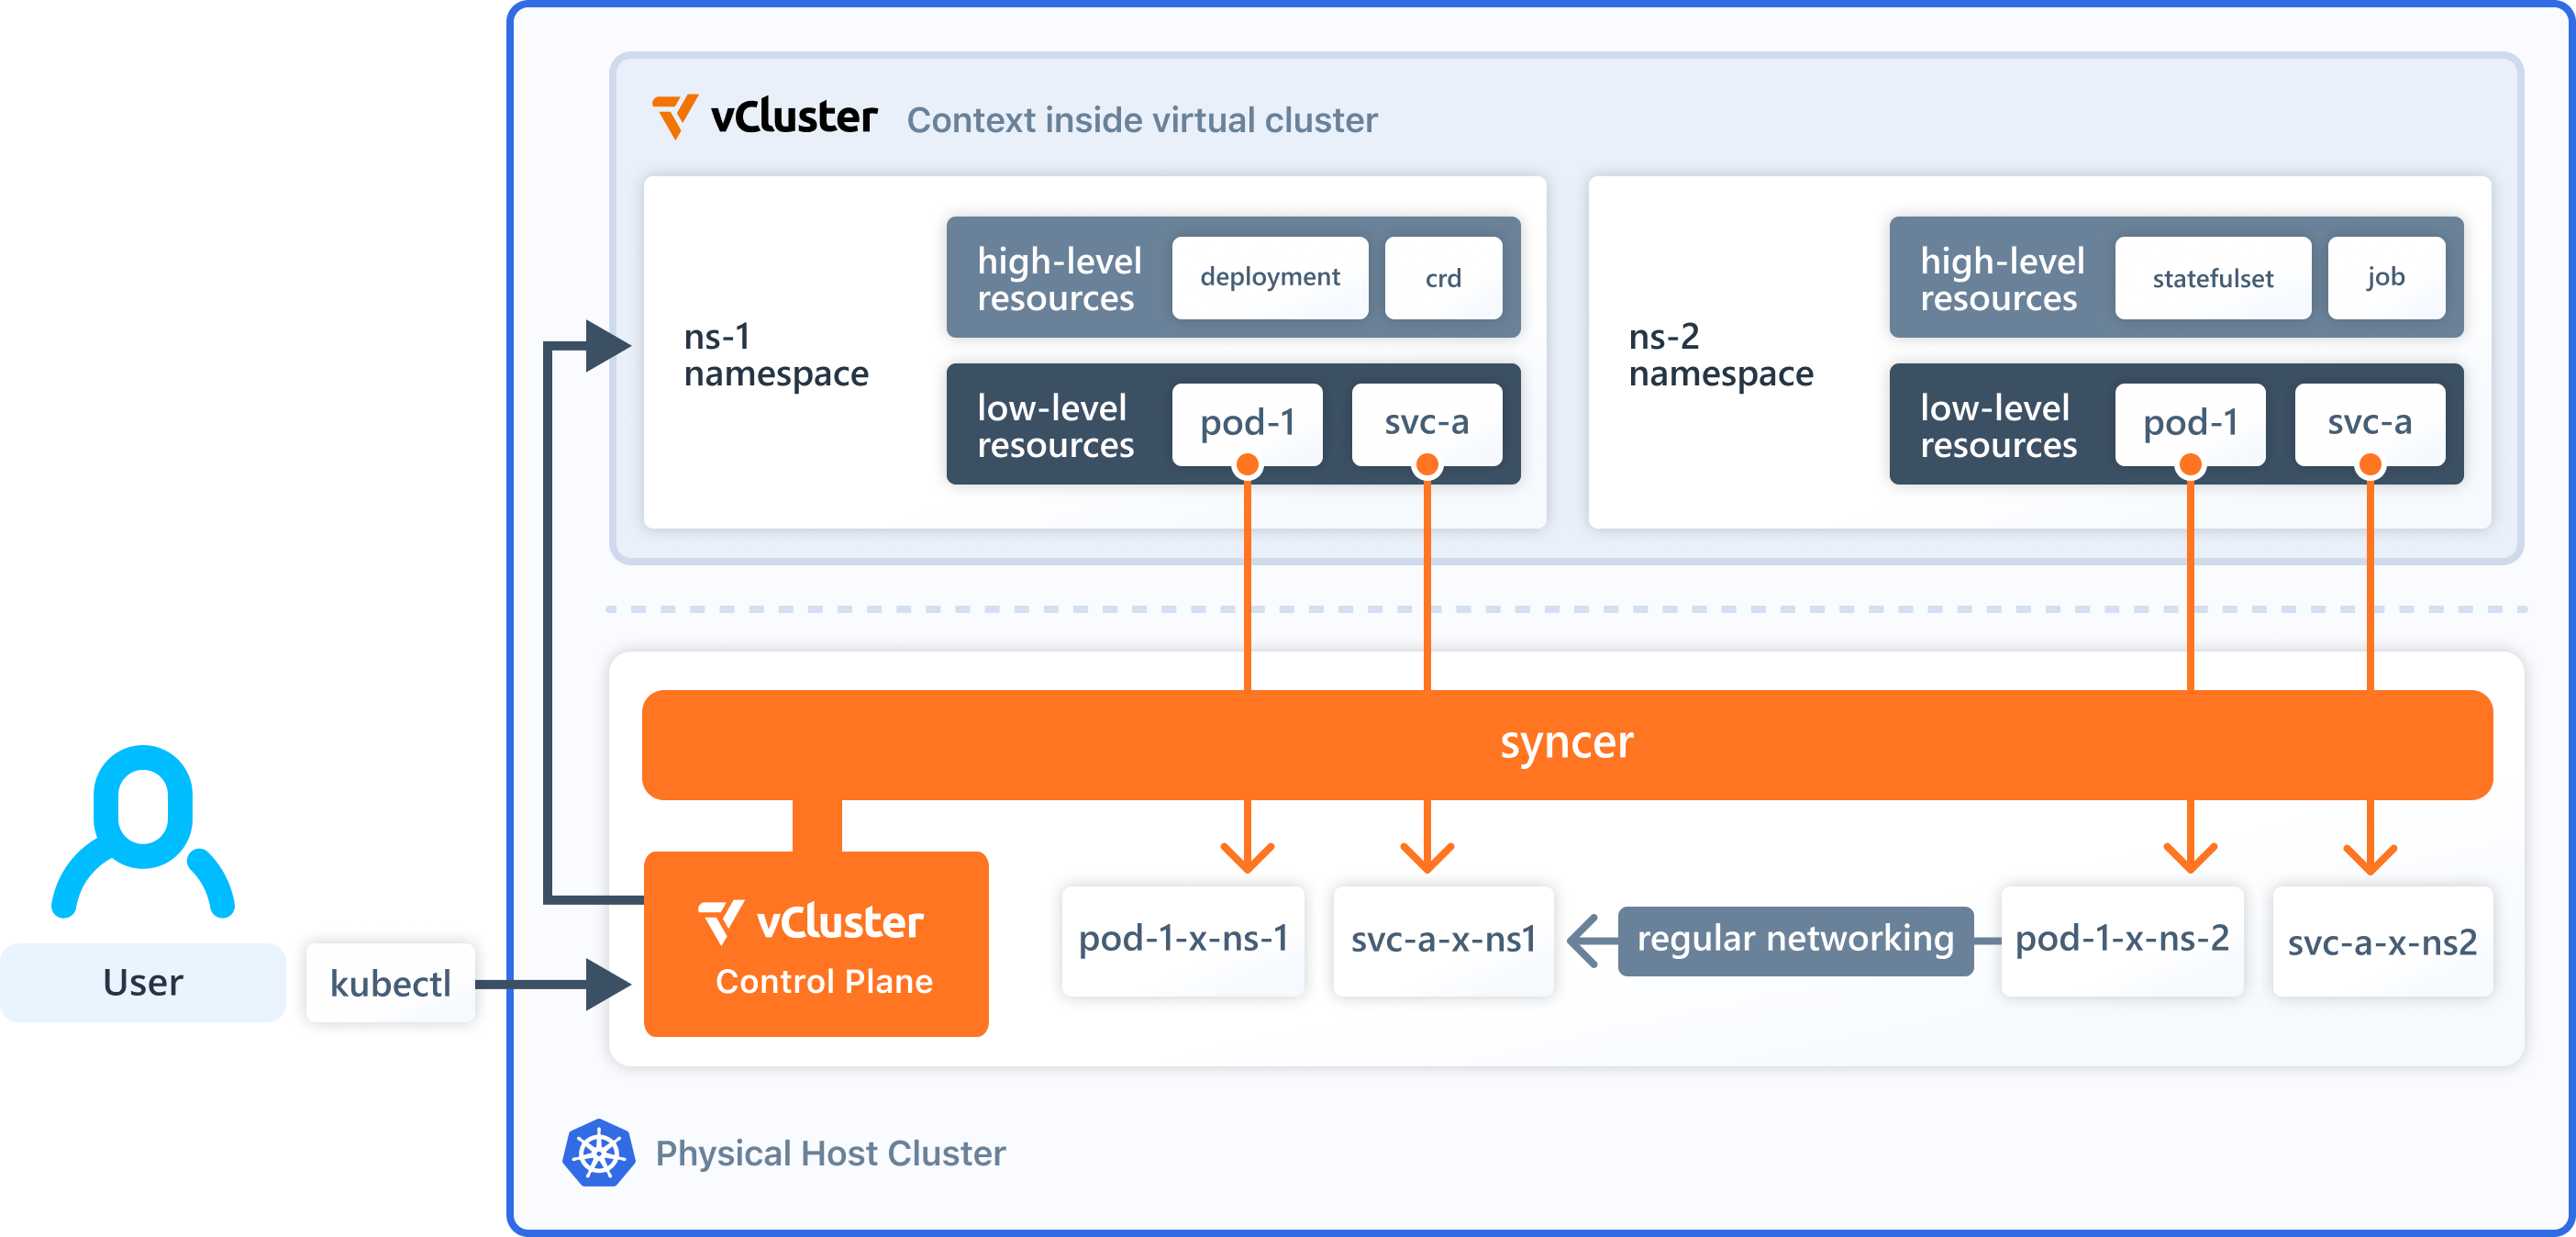 vCluster Context inside virtual cluster
ns-1
namespace
high-level
resources
deployment
crd
low-level
resources
pod-1
svc-a
ns-2
namespace
high-level
resources
statefulset
job
low-level
resources
pod-1
svc-a
syncer
User
kubectl
vCluster
Control Plane
pod-1-x-ns-1
svc-a-x-ns1
regular networking
pod-1-x-ns-2
svc-a-x-ns2
Physical Host Cluster